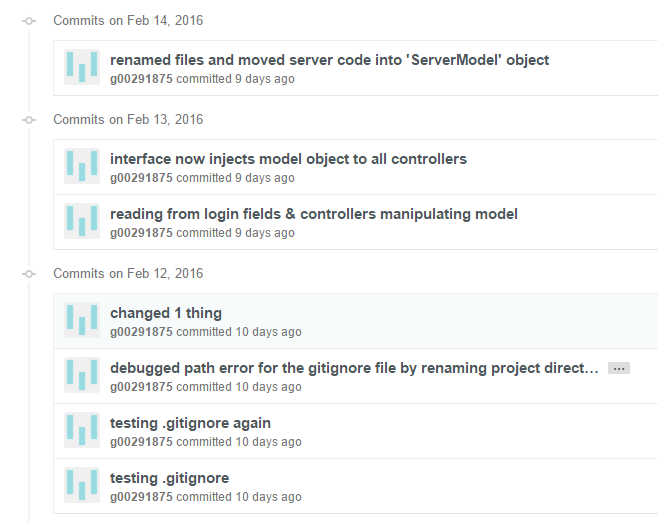 Commits on Feb 14, 2016
renamed files and moved server code into 'ServerModel' object
g00291875 committed 9 days ago
Commits on Feb 13, 2016
interface now injects model object to all controllers
g00291875 committed 9 days ago
reading from login fields & controllers manipulating model
g00291875 committed 9 days ago
Commits on Feb 12, 2016
changed 1 thing
g00291875 committed 10 days ago
debugged path error for the gitignore file by renaming project direct… …
g00291875 committed 10 days ago
testing .gitignore again
g00291875 committed 10 days ago
testing .gitignore
g00291875 committed 10 days ago